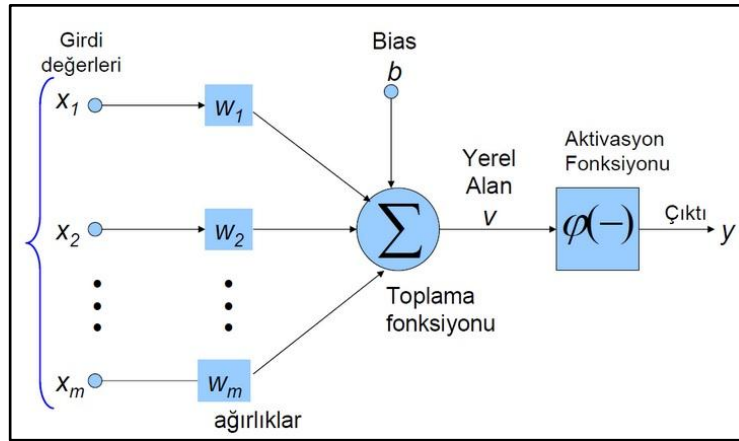 Girdi
değerleri
x1
w1
Bias
b
x2
w2
Σ
Toplama
fonksiyonu
Yerel
Alan
v
Aktivasyon
Fonksiyonu
φ(−)
Çıktı
y
xm
wm
ağırlıklar